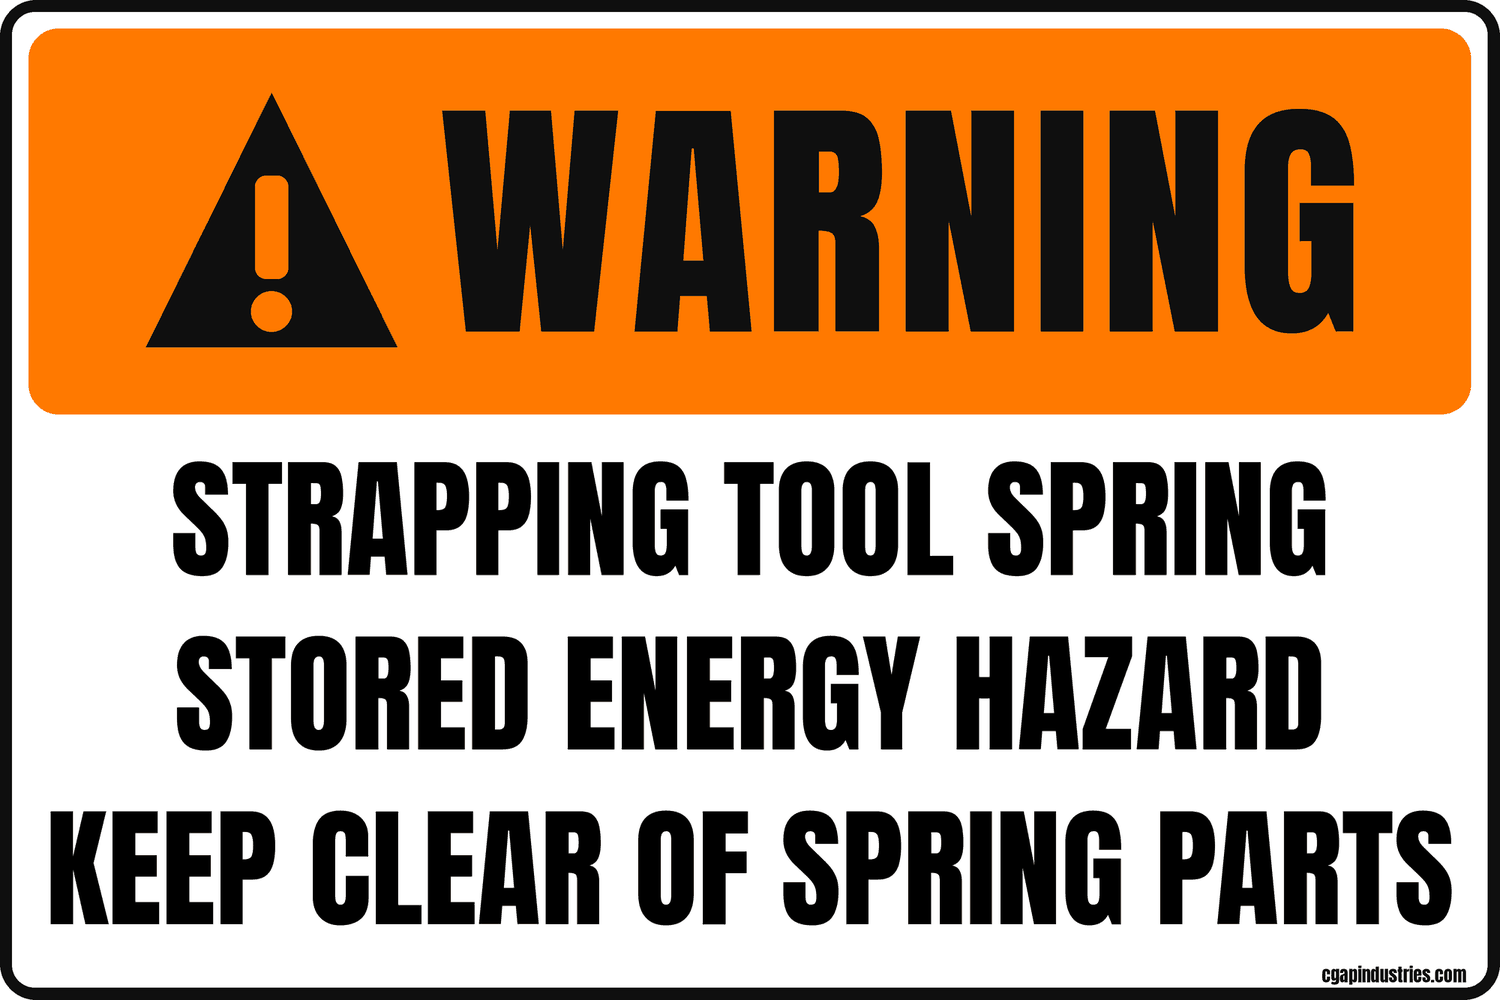 WARNING
STRAPPING TOOL SPRING
STORED ENERGY HAZARD
KEEP CLEAR OF SPRING PARTS
cgapindustries.com